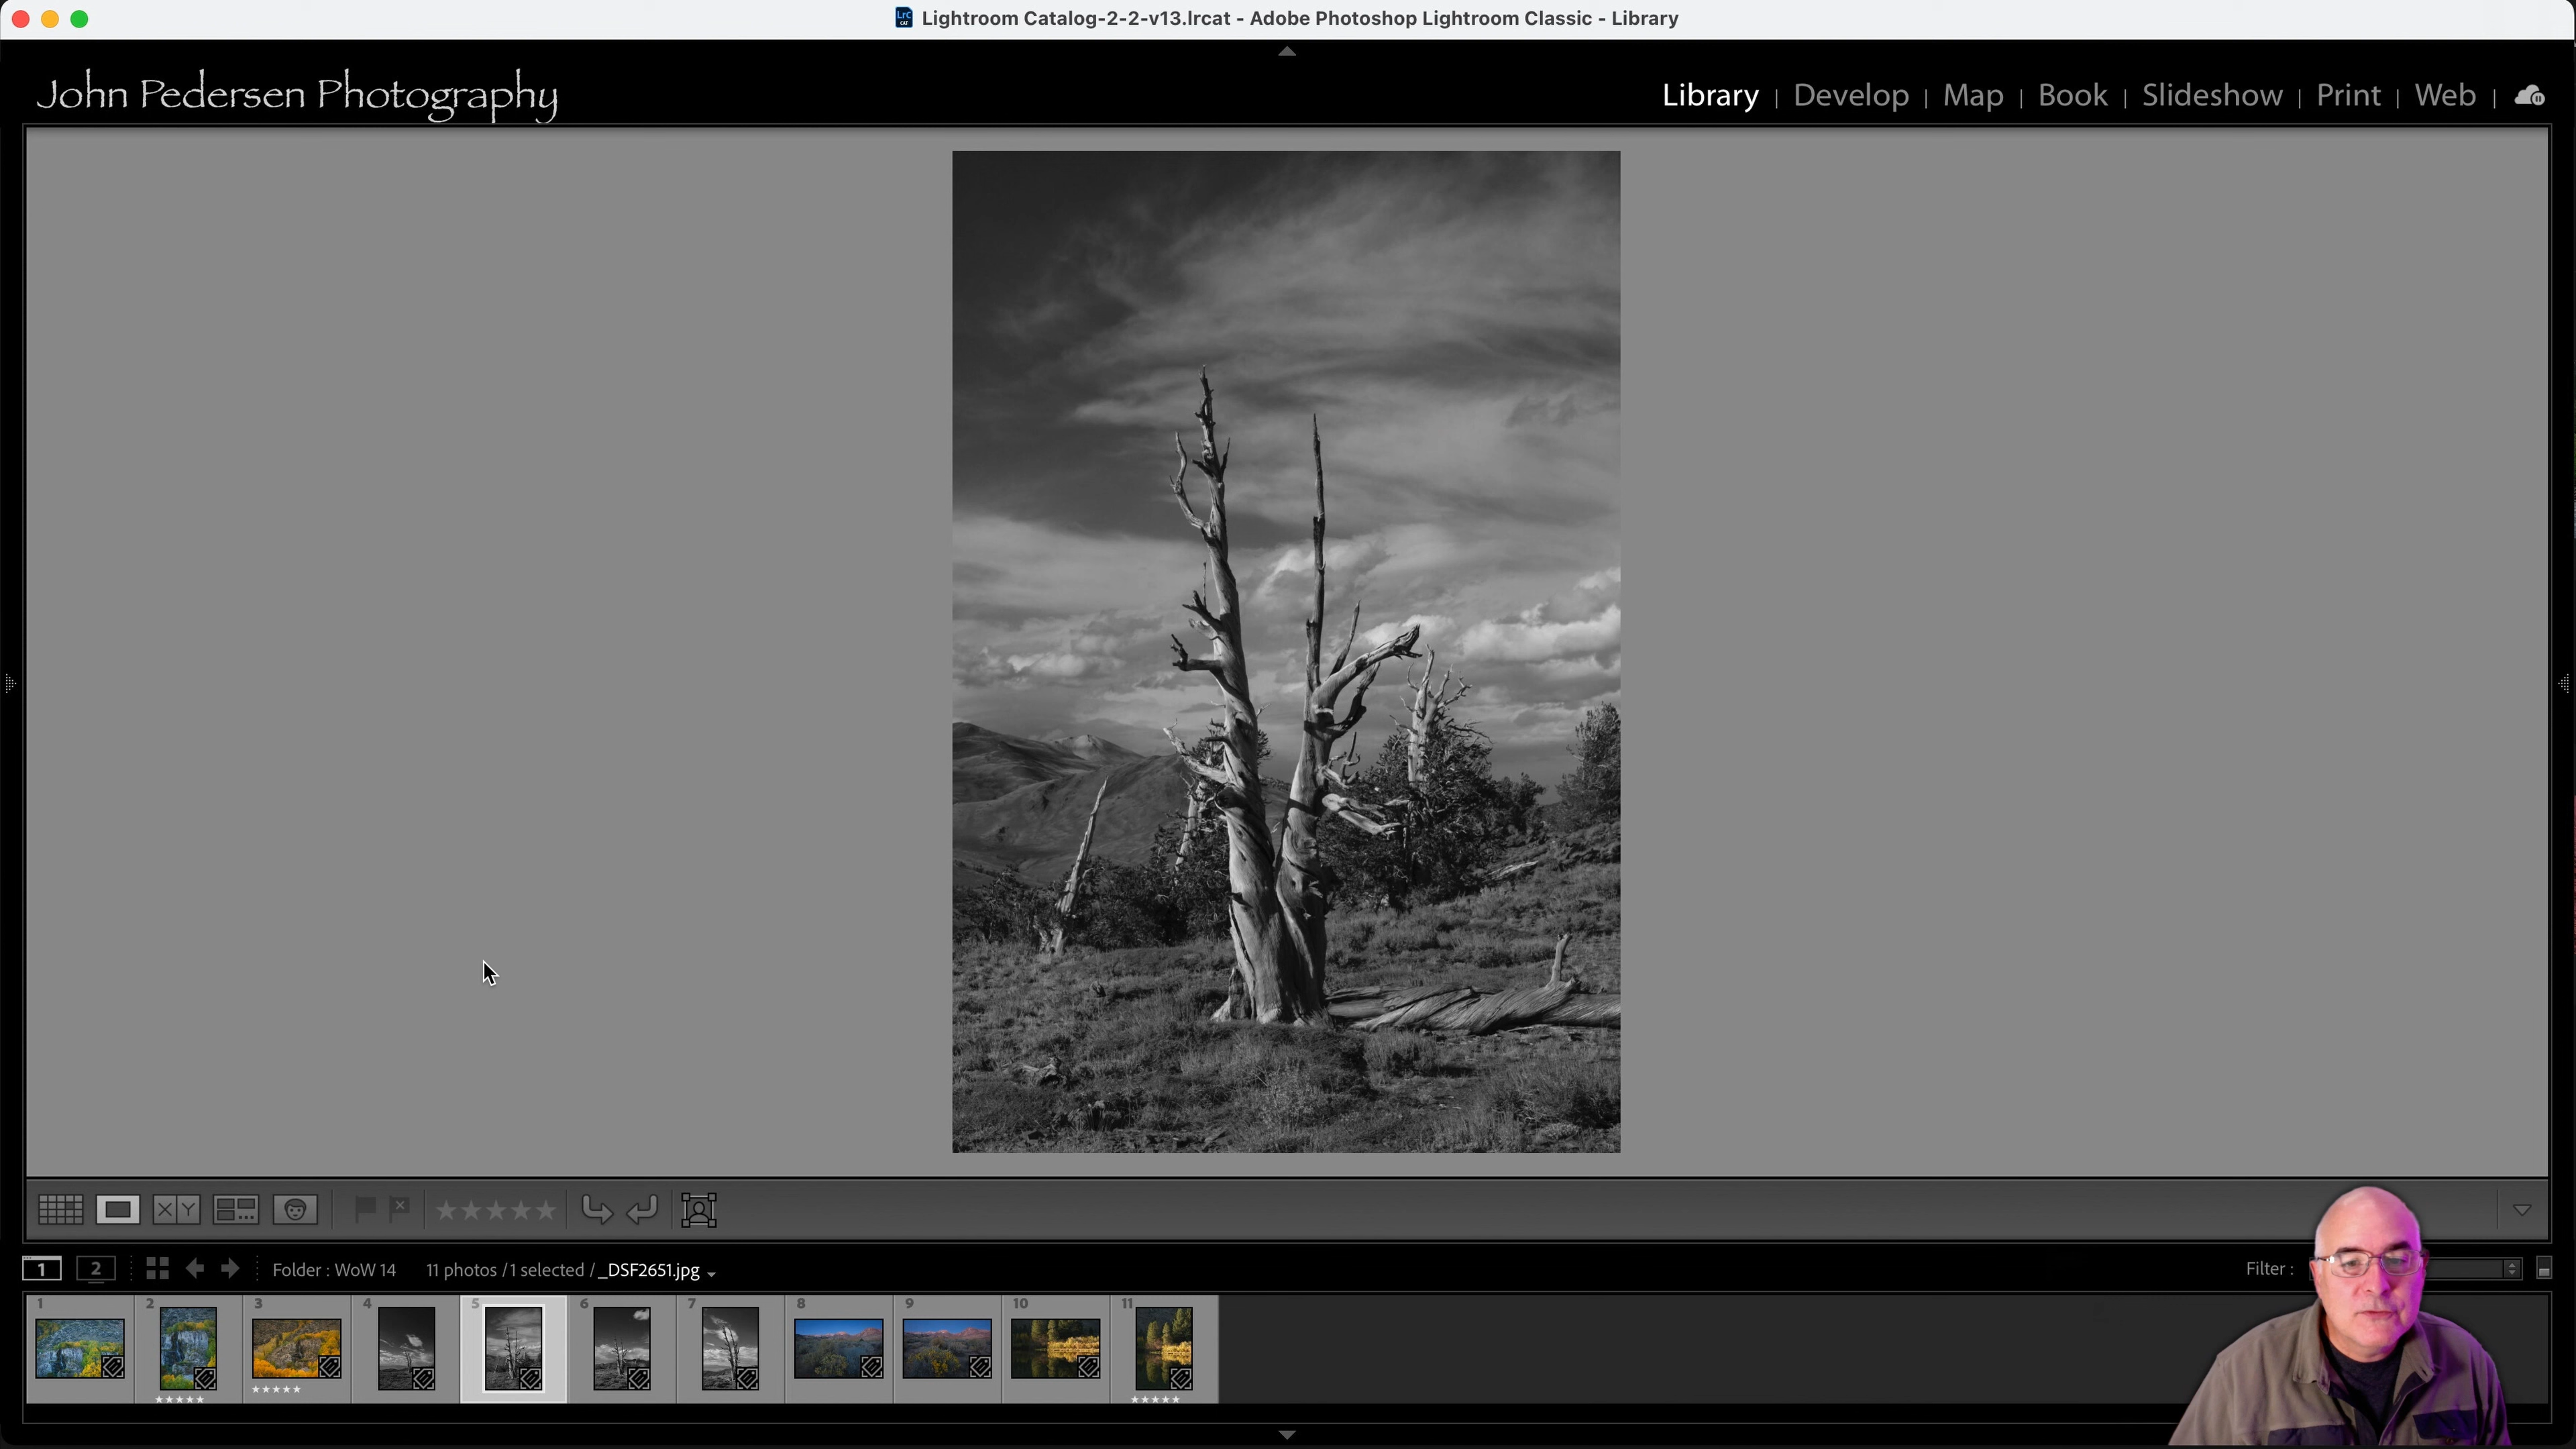 Lightroom Catalog-2-2-v13.lrcat - Adobe Photoshop Lightroom Classic - Library
John Pedersen Photography
Library | Develop | Map | Book | Slideshow | Print | Web |
X Y
1 2 Folder : WoW 14 11 photos / 1 selected / _DSF2651.jpg Filter :
1 2 3 4 5 6 7 8 9 10 11